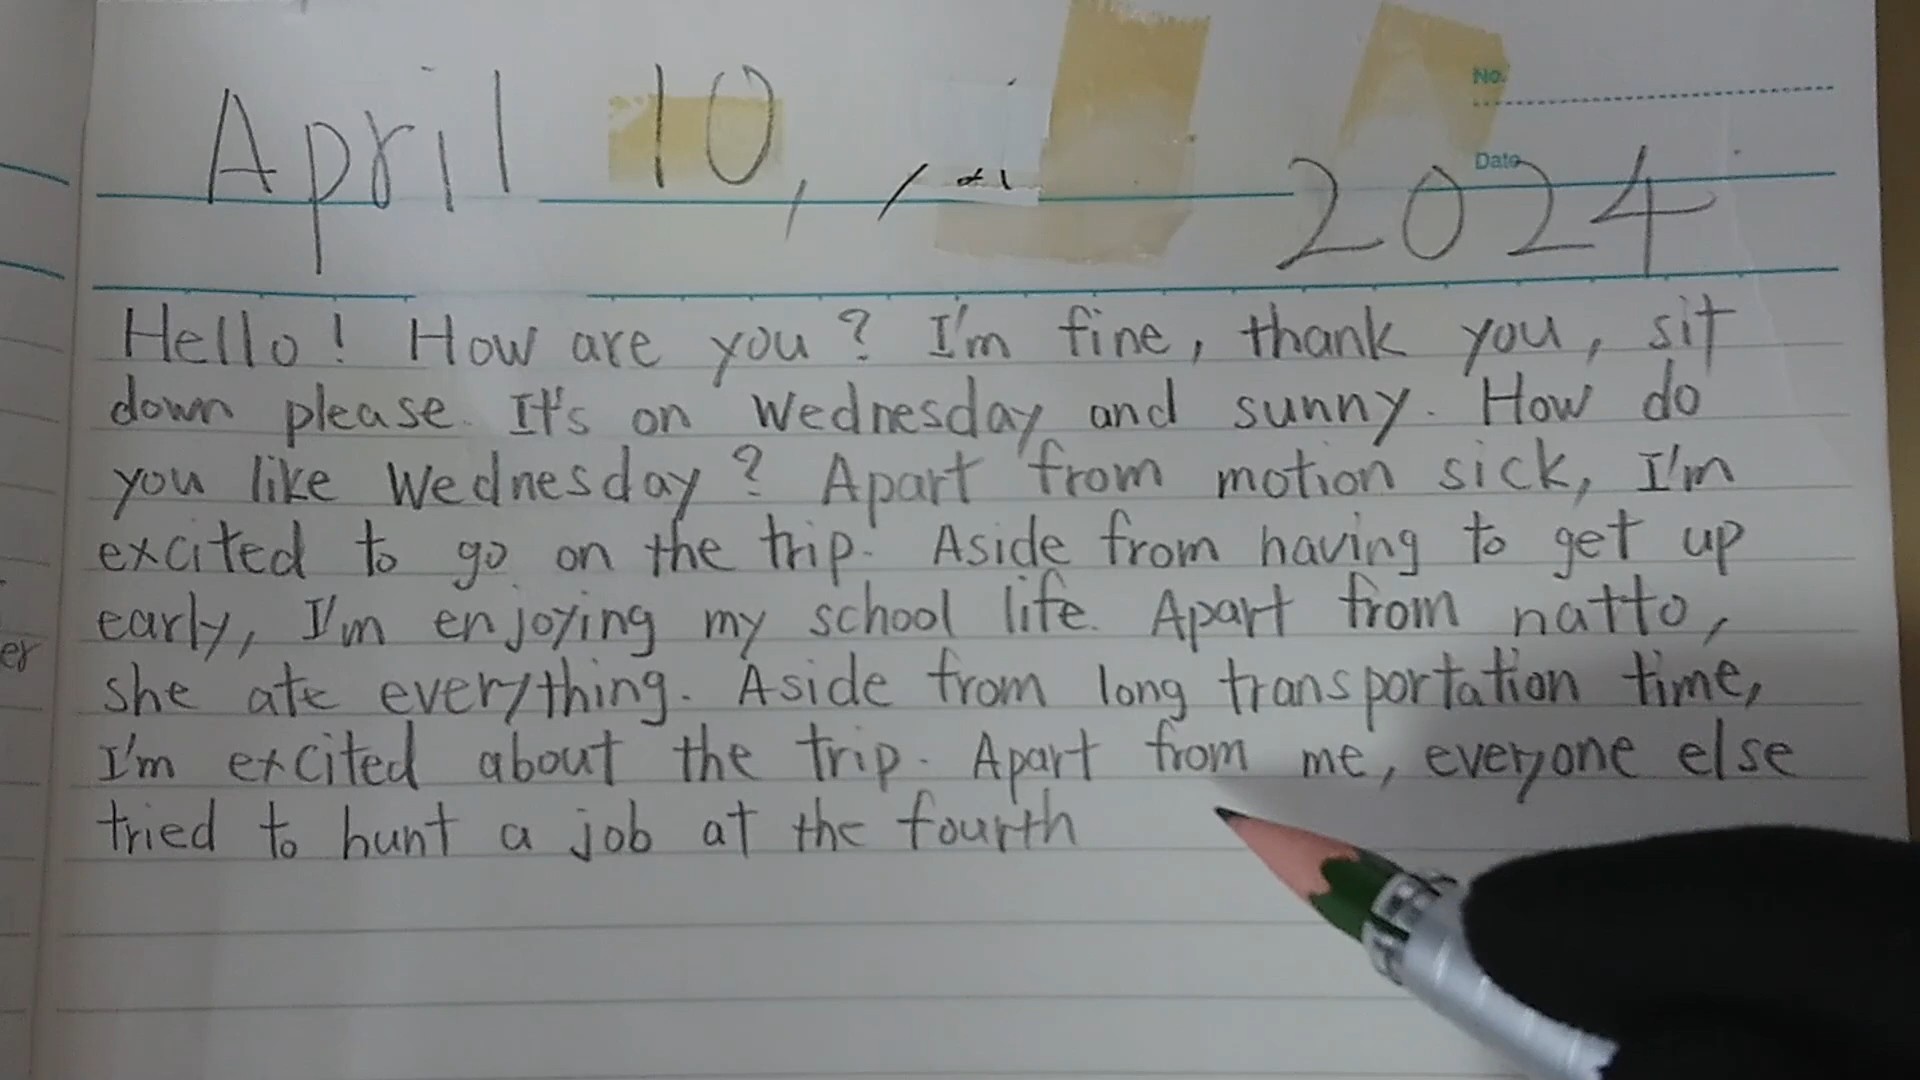 No.
April 10, 2024
Date
Hello! How are you? I'm fine, thank you, sit
down please. It's on Wednesday and sunny. How do
you like Wednesday? Apart from motion sick, I'm
excited to go on the trip. Aside from having to get up
early, I'm enjoying my school life. Apart from natto,
er
she ate everything. Aside from long transportation time,
I'm excited about the trip. Apart from me, everyone else
tried to hunt a job at the fourth